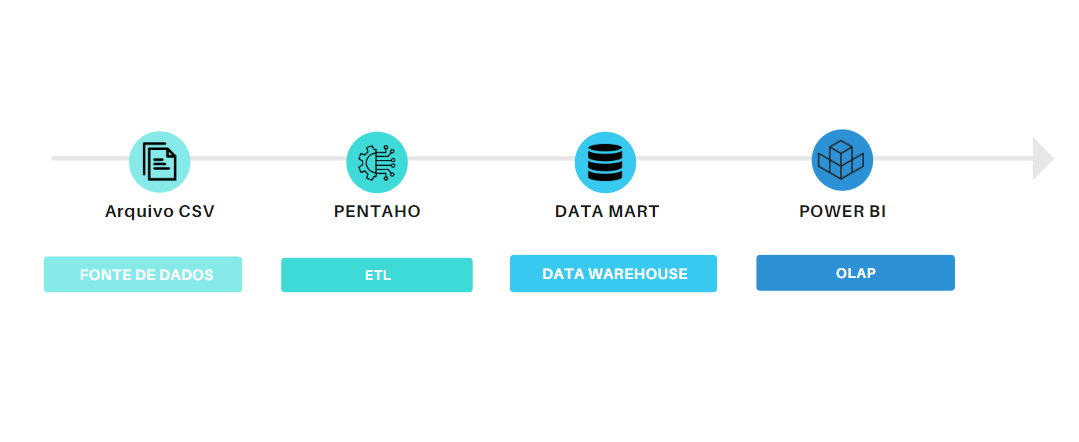 Arquivo CSV
PENTAHO
DATA MART
POWER BI
FONTE DE DADOS
ETL
DATA WAREHOUSE
OLAP